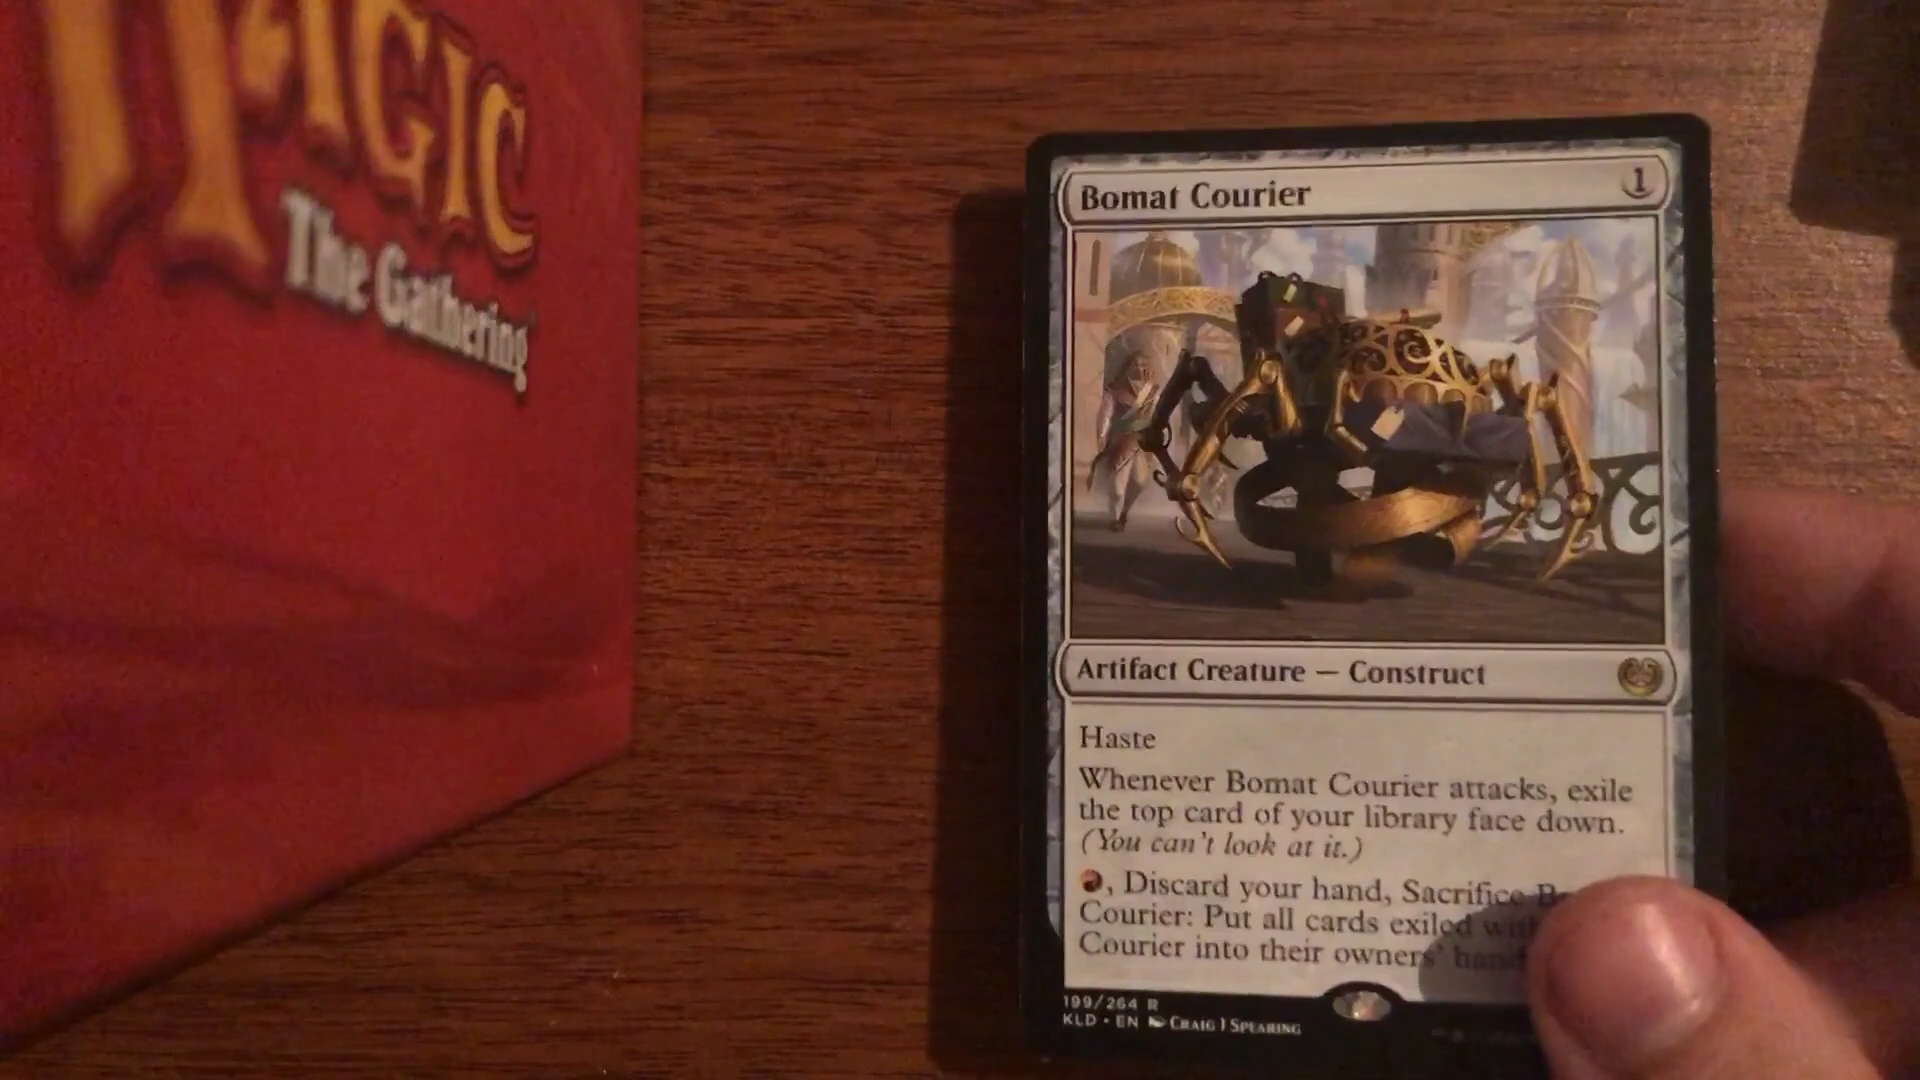 MAGIC
The Gathering
Bomat Courier 1
Artifact Creature — Construct
Haste
Whenever Bomat Courier attacks, exile
the top card of your library face down.
(You can't look at it.)
, Discard your hand, Sacrifice
Courier: Put all cards exiled with
Courier into their owners'
199/264 R
KLD • EN Craig J Spearing